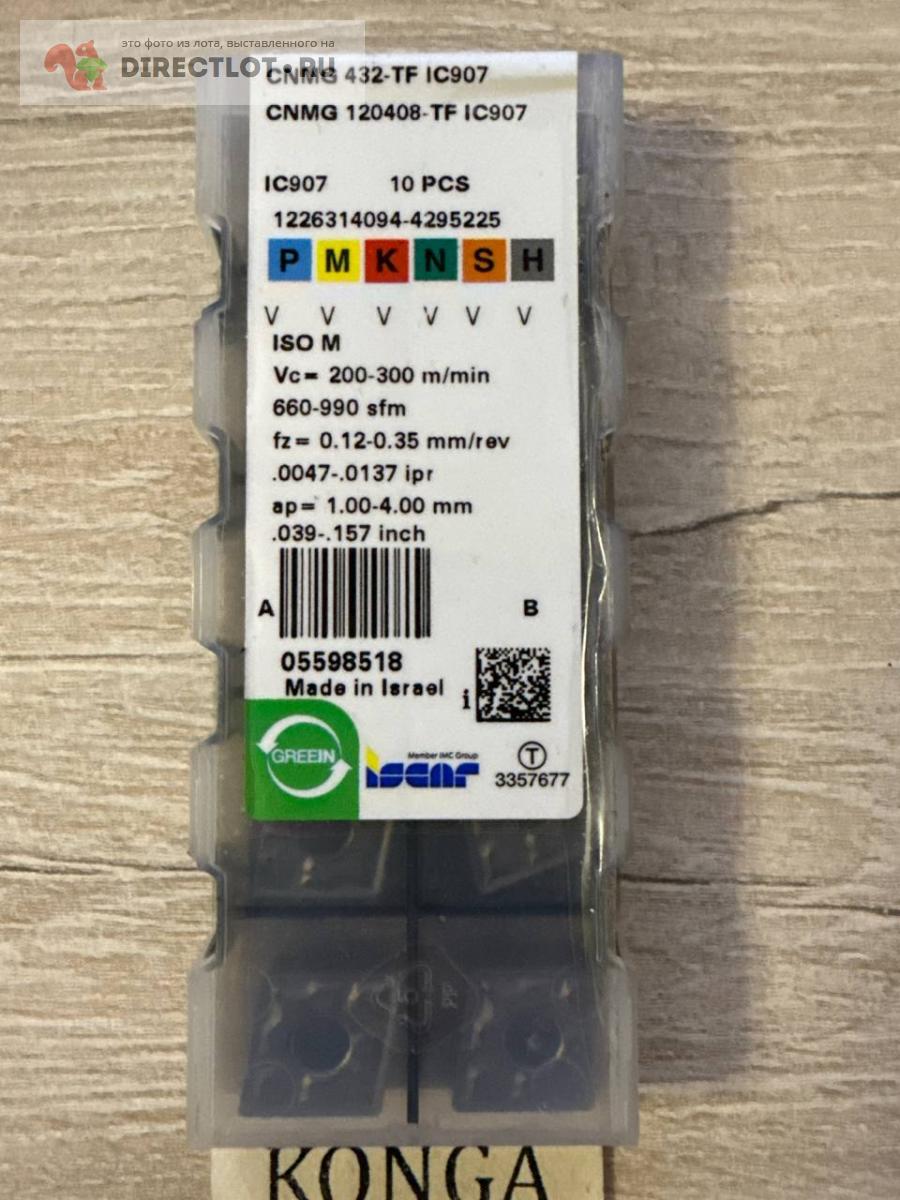 это фото из лота, выставленного на
DIRECTLOT.RU
CNMG 432-TF IC907
CNMG 120408-TF IC907
IC907 10 PCS
1226314094-4295225
P M K N S H
V V V V V V
ISO M
Vc= 200-300 m/min
660-990 sfm
fz= 0.12-0.35 mm/rev
.0047-.0137 ipr
ap= 1.00-4.00 mm
.039-.157 inch
A B
05598518
Made in Israel
i
GREEIN
Member IMC Group
iscar
T
3357677
5
PP
KONGA